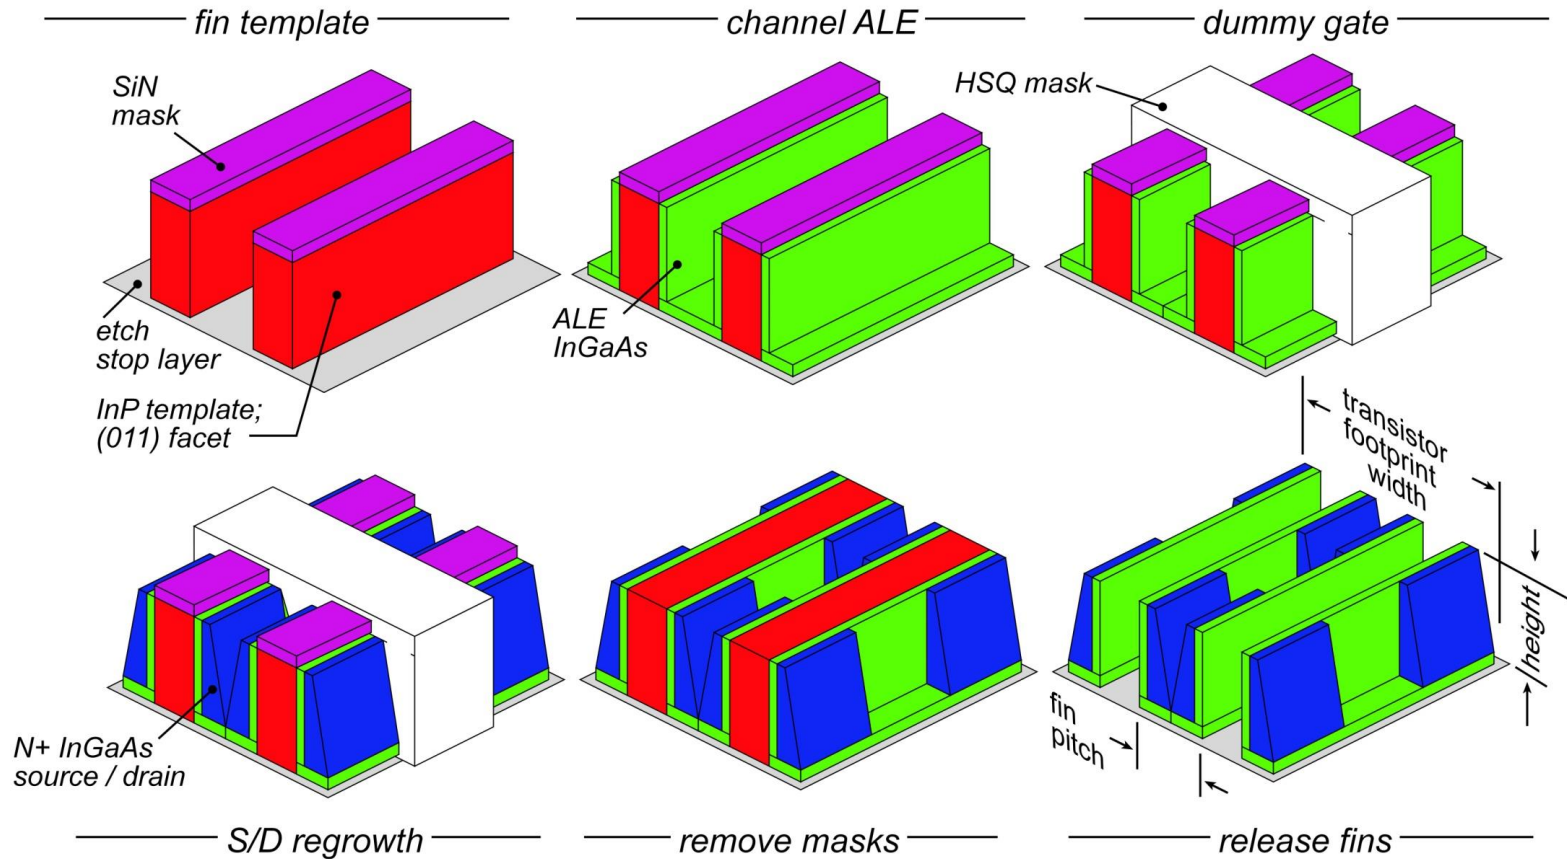 fin template
channel ALE
dummy gate
SiN
mask
HSQ mask
etch
stop layer
InP template;
(011) facet
ALE
InGaAs
transistor
footprint
width
height
fin
pitch
N+ InGaAs
source / drain
S/D regrowth
remove masks
release fins